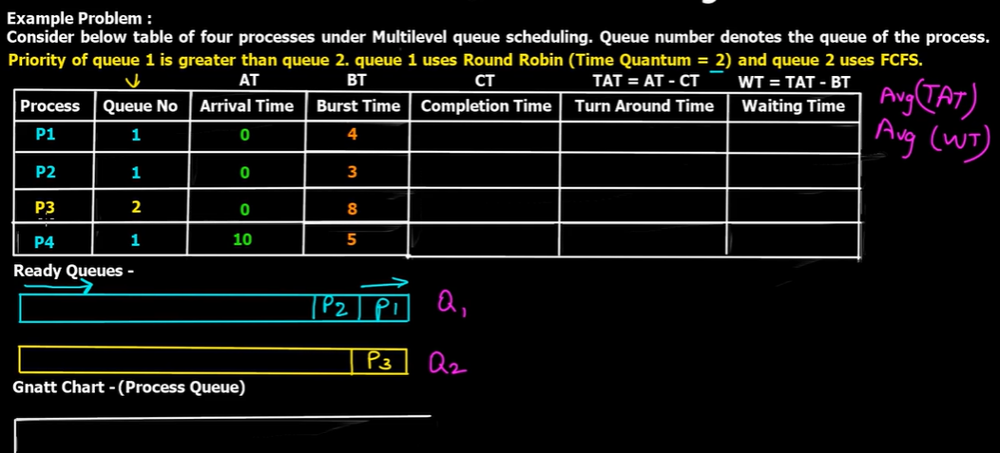 Example Problem :
Consider below table of four processes under Multilevel queue scheduling. Queue number denotes the queue of the process.
Priority of queue 1 is greater than queue 2. queue 1 uses Round Robin (Time Quantum = 2) and queue 2 uses FCFS.
AT BT CT TAT = AT - CT WT = TAT - BT
Process Queue No Arrival Time Burst Time Completion Time Turn Around Time Waiting Time Avg(TAT)
P1 1 0 4 Avg (WT)
P2 1 0 3
P3 2 0 8
P4 1 10 5
Ready Queues -
P2 P1 Q1
P3 Q2
Gnatt Chart - (Process Queue)